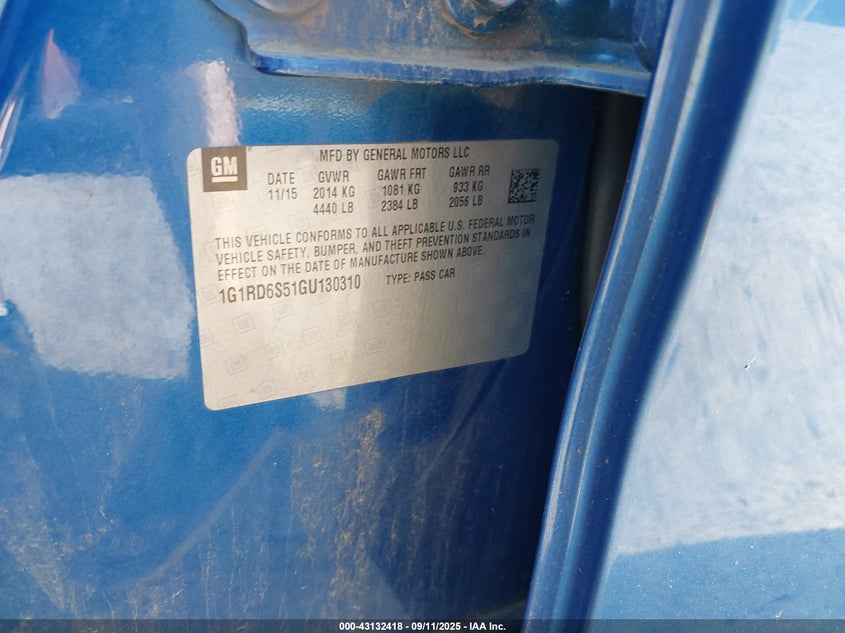 GM
MFD BY GENERAL MOTORS LLC
DATE GVWR GAWR FRT GAWR RR
11/15 2014 KG 1081 KG 933 KG
4440 LB 2384 LB 2056 LB
THIS VEHICLE CONFORMS TO ALL APPLICABLE U.S. FEDERAL MOTOR
VEHICLE SAFETY, BUMPER, AND THEFT PREVENTION STANDARDS IN
EFFECT ON THE DATE OF MANUFACTURE SHOWN ABOVE.
1G1RD6S51GU130310 TYPE: PASS CAR
000-43132418 - 09/11/2025 - IAA Inc.